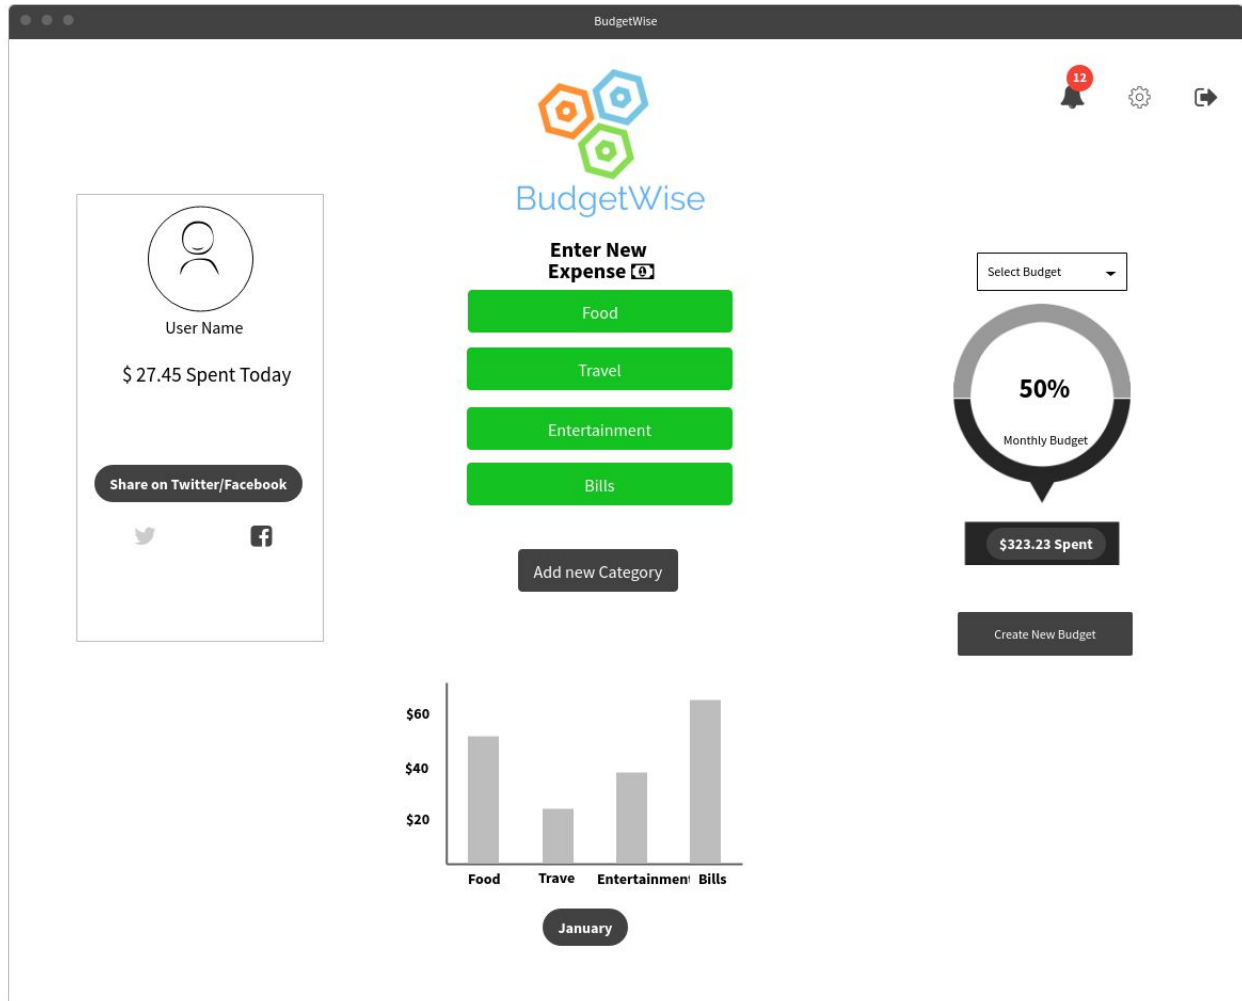 BudgetWise
12
BudgetWise
Enter New
Expense
Select Budget
User Name
$ 27.45 Spent Today
Share on Twitter/Facebook
Food
Travel
Entertainment
Bills
Add new Category
50%
Monthly Budget
$323.23 Spent
Create New Budget
$60
$40
$20
Food
Trave
Entertainment
Bills
January